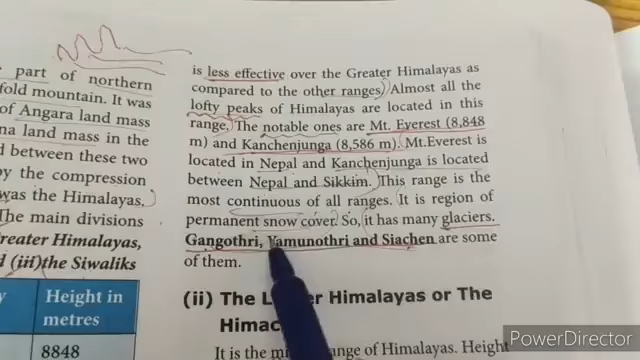 part of northern
fold mountain. It was
of Angara land mass
na land mass in the
d between these two
by the compression
was the Himalayas.
The main divisions
reater Himalayas,
d (iii)the Siwaliks
y
Height in
metres
8848
is less effective over the Greater Himalayas as
compared to the other ranges. Almost all the
lofty peaks of Himalayas are located in this
range. The notable ones are Mt. Everest (8,848
m) and Kanchenjunga (8,586 m). Mt.Everest is
located in Nepal and Kanchenjunga is located
between Nepal and Sikkim. This range is the
most continuous of all ranges. It is region of
permanent snow cover. So, it has many glaciers.
Gangothri, Yamunothri and Siachen are some
of them.
(ii) The Himalayas or The
Himac
It is the range of Himalayas. Height
PowerDirector